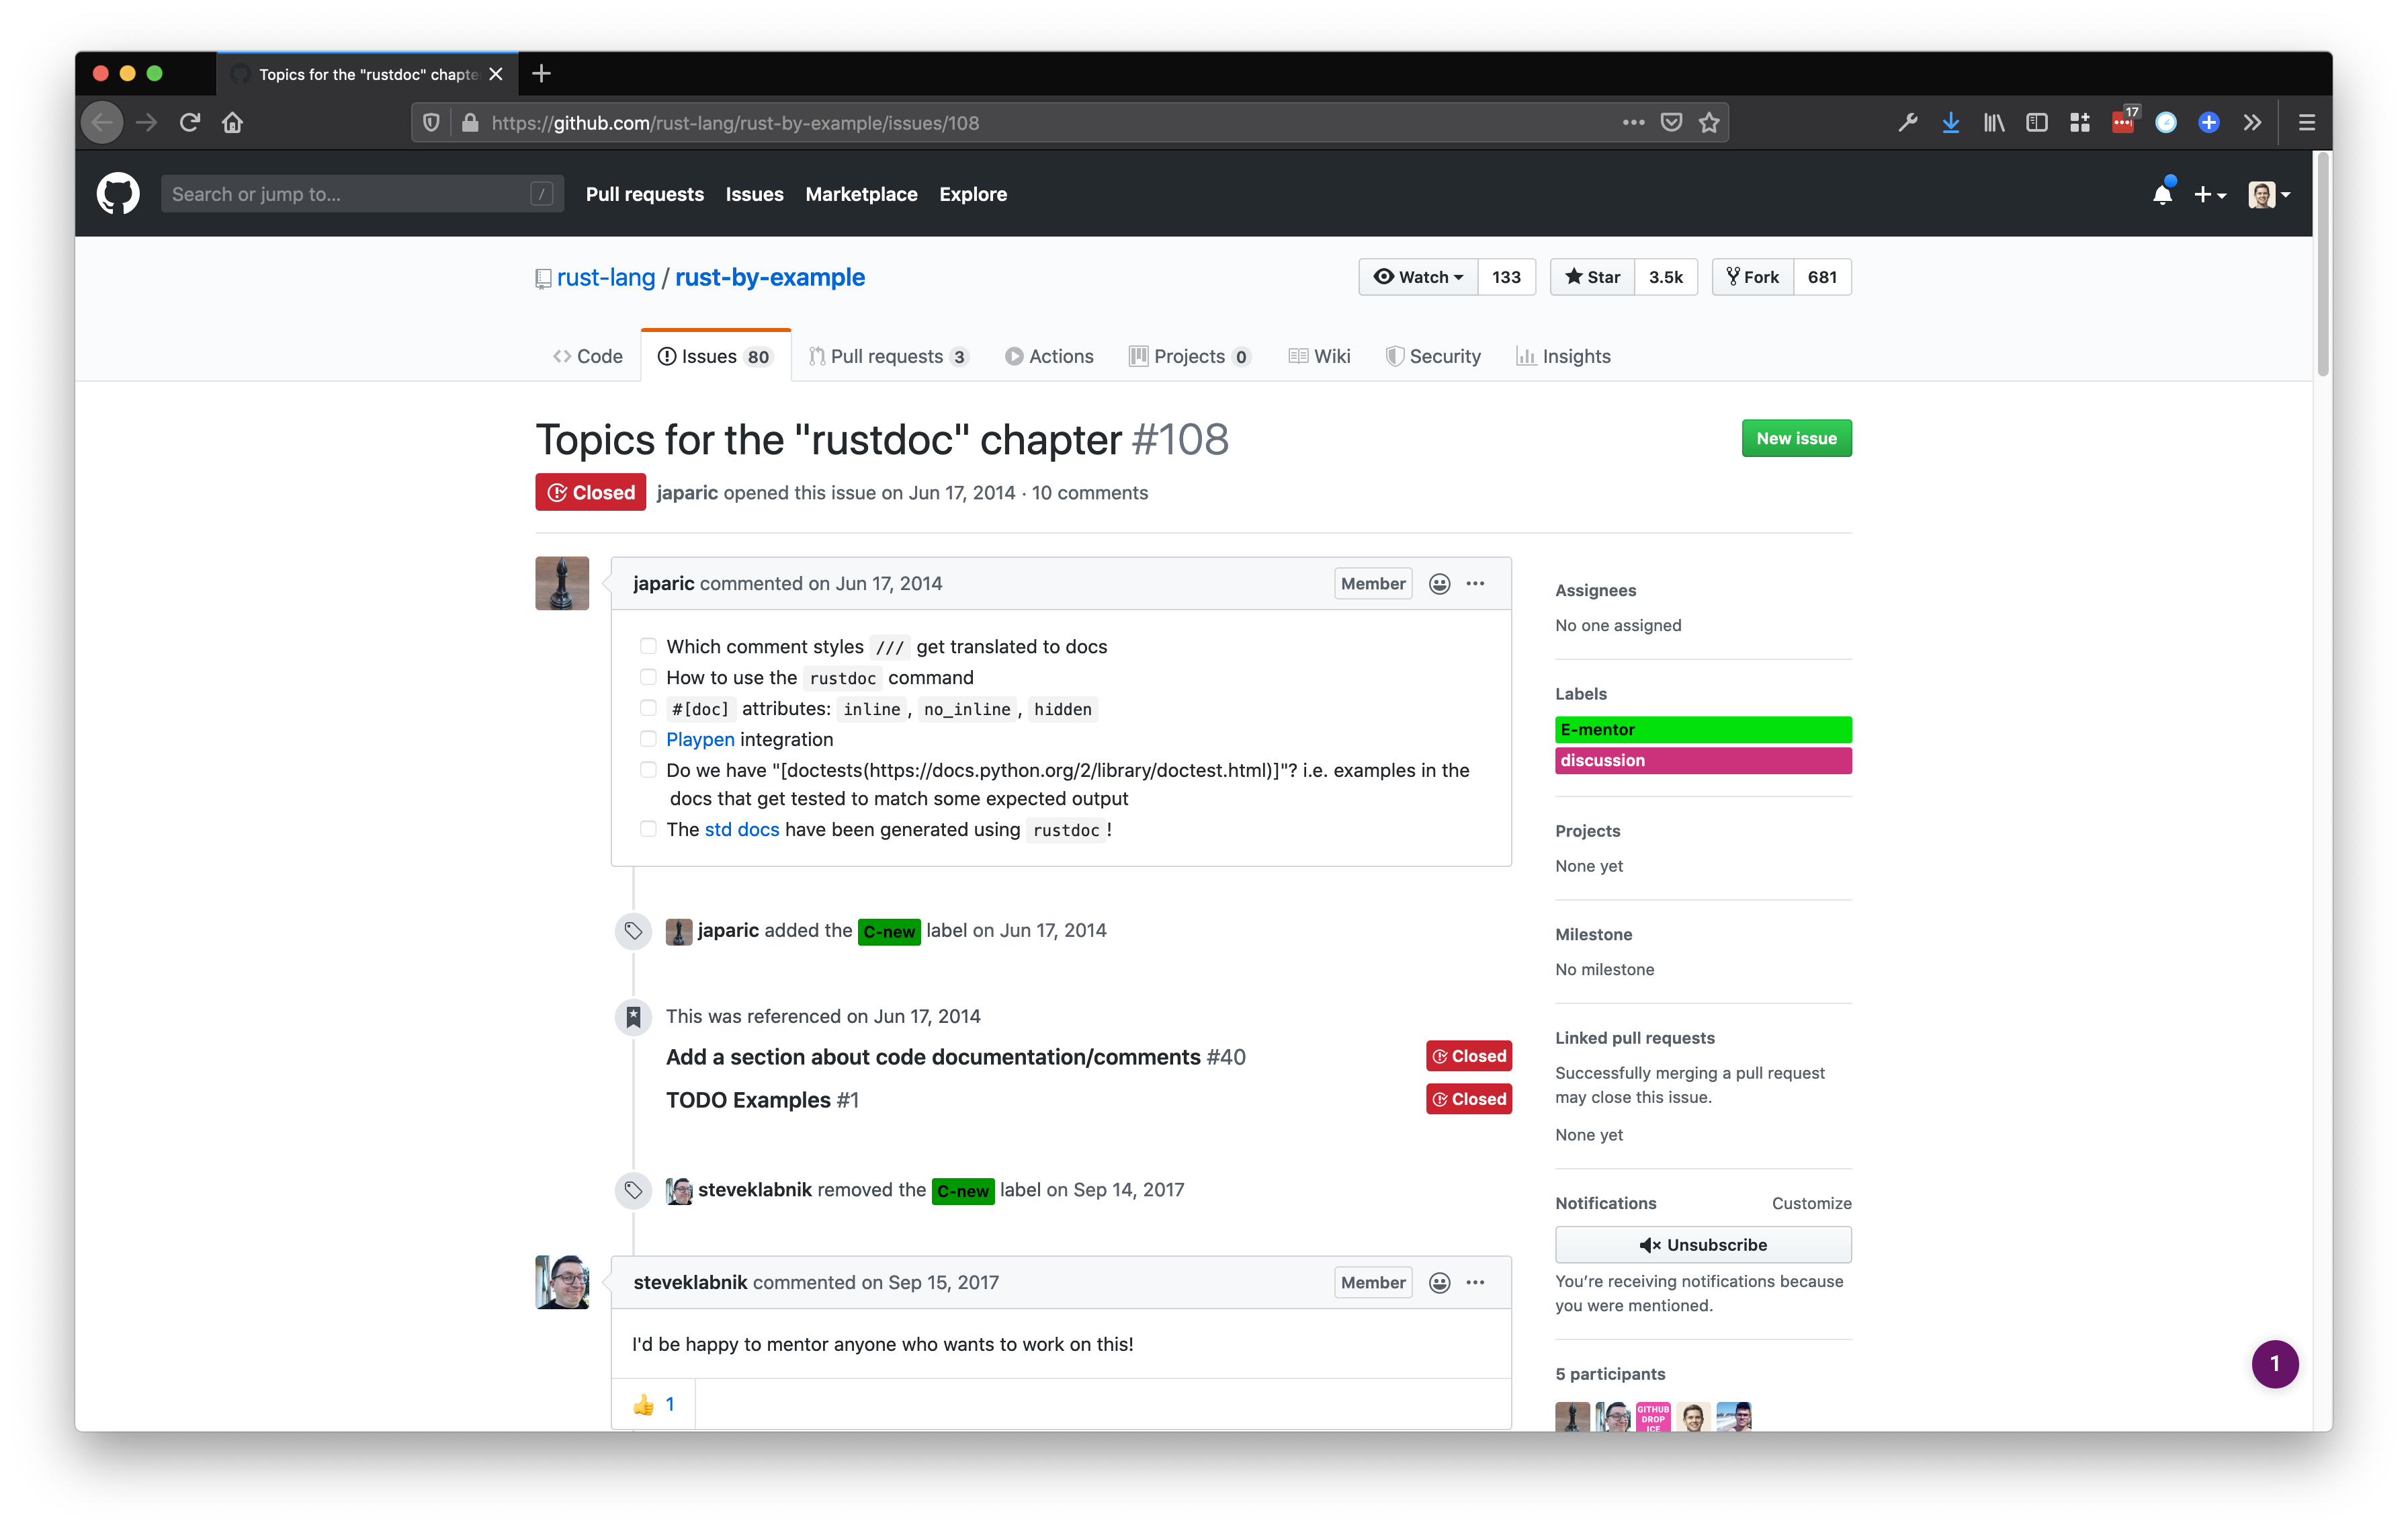 Topics for the "rustdoc" chapte
17
https://github.com/rust-lang/rust-by-example/issues/108
Search or jump to... /
Pull requests Issues Marketplace Explore
rust-lang / rust-by-example
Watch 133 Star 3.5k Fork 681
Code Issues 80 Pull requests 3 Actions Projects 0 Wiki Security Insights
Topics for the "rustdoc" chapter #108
New issue
Closed japaric opened this issue on Jun 17, 2014 · 10 comments
japaric commented on Jun 17, 2014 Member
Which comment styles /// get translated to docs
How to use the rustdoc command
#[doc] attributes: inline, no_inline, hidden
Playpen integration
Do we have "[doctests(https://docs.python.org/2/library/doctest.html)]"? i.e. examples in the
docs that get tested to match some expected output
The std docs have been generated using rustdoc!
japaric added the C-new label on Jun 17, 2014
This was referenced on Jun 17, 2014
Add a section about code documentation/comments #40 Closed
TODO Examples #1 Closed
steveklabnik removed the C-new label on Sep 14, 2017
steveklabnik commented on Sep 15, 2017 Member
I'd be happy to mentor anyone who wants to work on this!
👍 1
Assignees
No one assigned
Labels
E-mentor
discussion
Projects
None yet
Milestone
No milestone
Linked pull requests
Successfully merging a pull request
may close this issue.
None yet
Notifications Customize
Unsubscribe
You’re receiving notifications because
you were mentioned.
5 participants
GITHUB
DROP
ICE
1